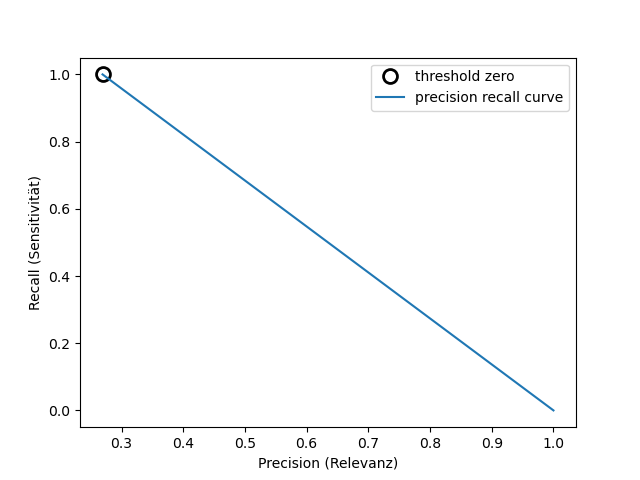 threshold zero
precision recall curve
1.0
0.8
0.6
0.4
0.2
0.0
Recall (Sensitivität)
0.3 0.4 0.5 0.6 0.7 0.8 0.9 1.0
Precision (Relevanz)